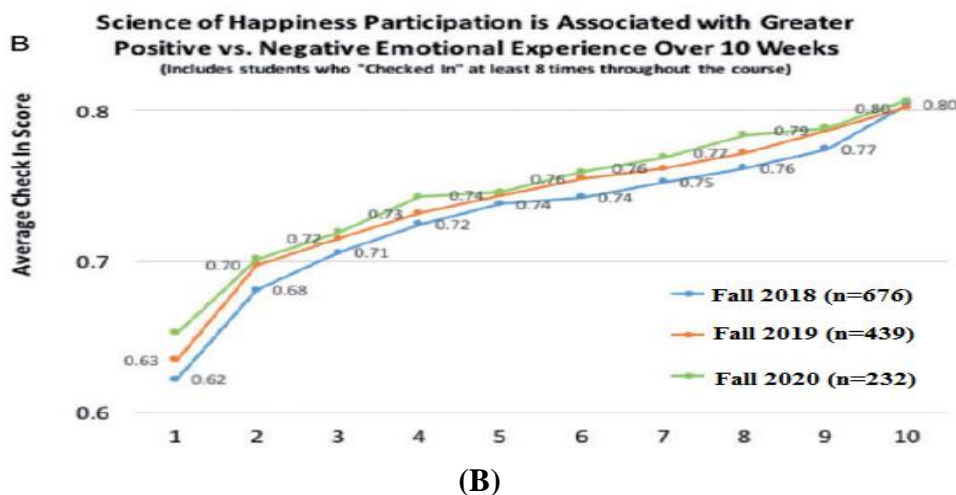 B
Science of Happiness Participation is Associated with Greater
Positive vs. Negative Emotional Experience Over 10 Weeks
(Includes students who "Checked In" at least 8 times throughout the course)
Average Check In Score
0.8
0.7
0.6
0.63
0.62
0.70
0.68
0.72
0.71
0.73
0.72
0.74
0.74
0.76
0.74
0.76
0.75
0.77
0.76
0.79
0.77
0.80
0.80
Fall 2018 (n=676)
Fall 2019 (n=439)
Fall 2020 (n=232)
1 2 3 4 5 6 7 8 9 10
(B)